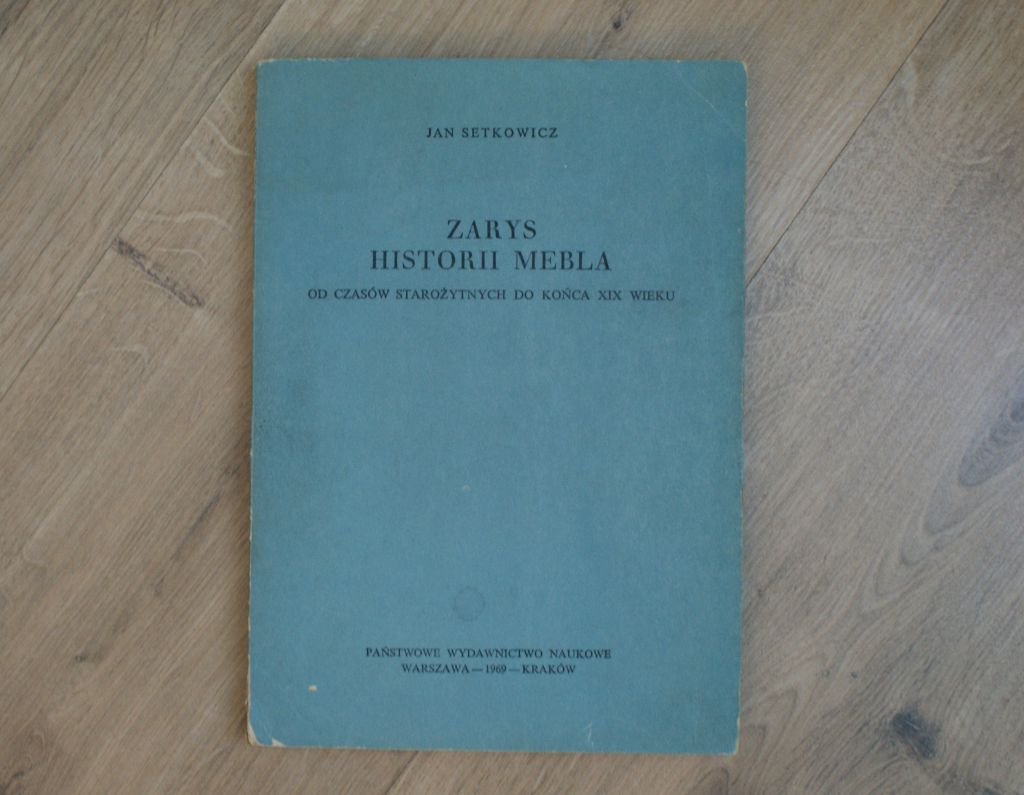 JAN SETKOWICZ
ZARYS
HISTORII MEBLA
OD CZASÓW STAROŻYTNYCH DO KOŃCA XIX WIEKU
PAŃSTWOWE WYDAWNICTWO NAUKOWE
WARSZAWA — 1969 — KRAKÓW